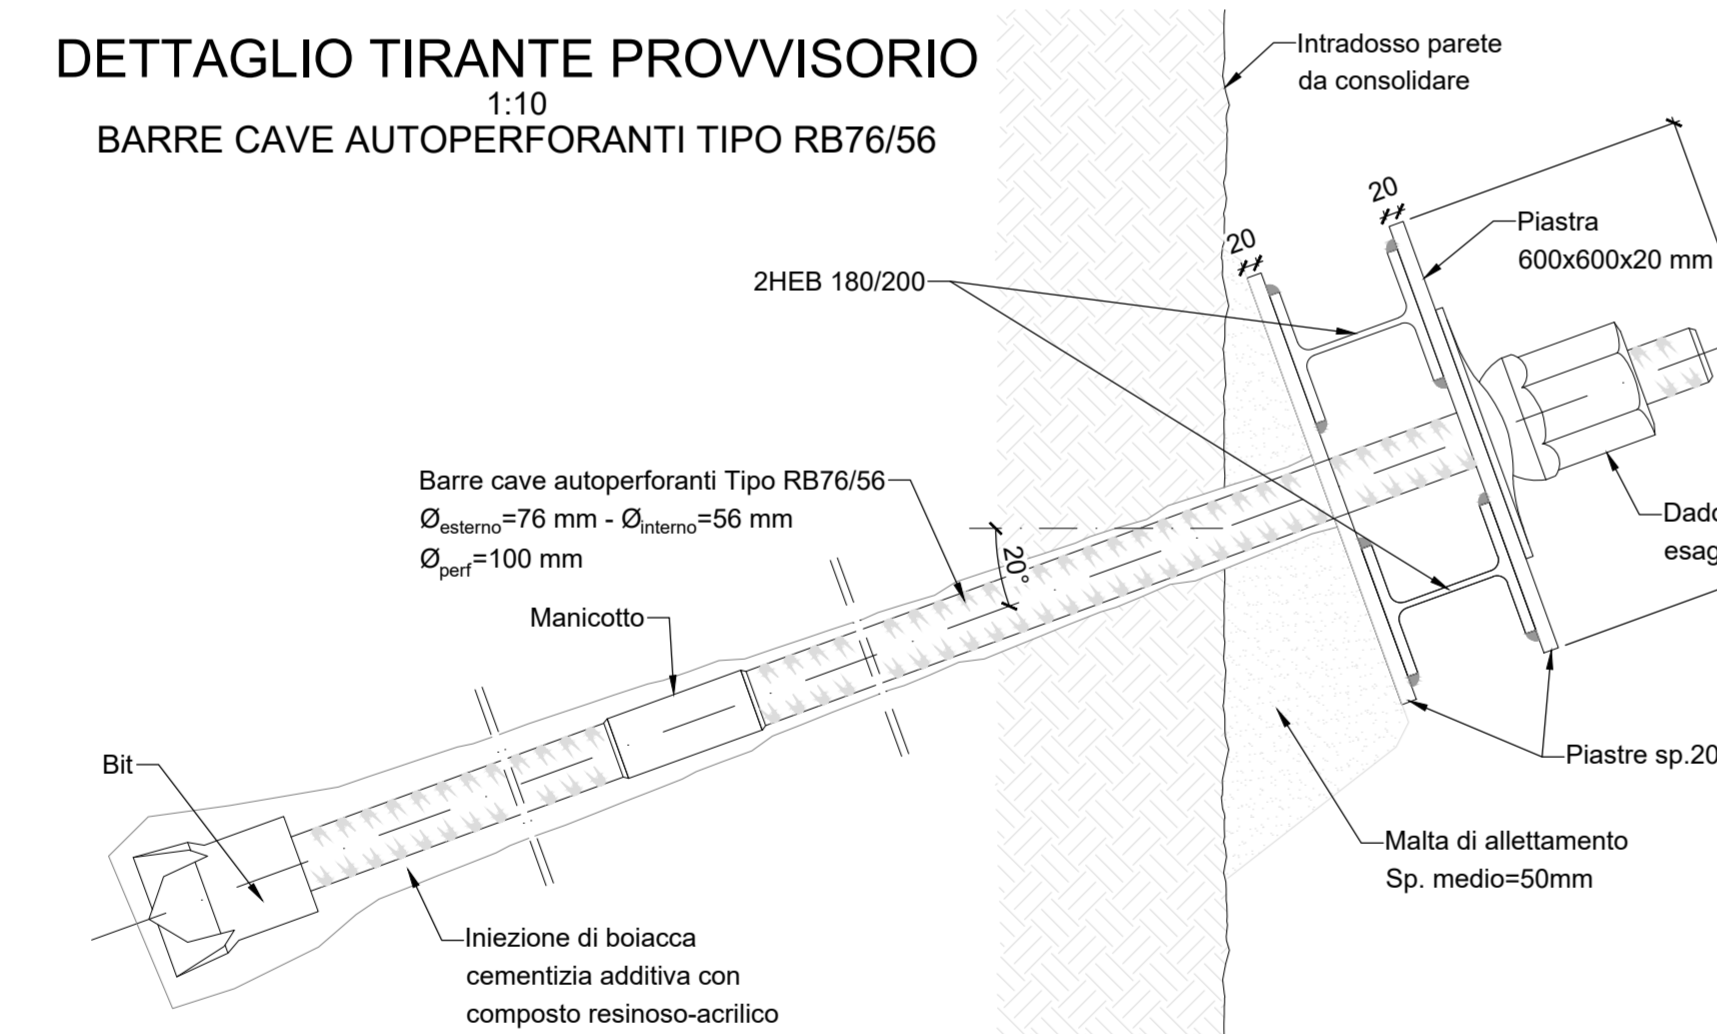 DETTAGLIO TIRANTE PROVVISORIO
1:10
BARRE CAVE AUTOPERFORANTI TIPO RB76/56
Intradosso parete
da consolidare
20
20
Piastra
600x600x20 mm
2HEB 180/200
Barre cave autoperforanti Tipo RB76/56
Øesterno=76 mm - Øinterno=56 mm
Øperf=100 mm
20°
Dado
esag
Manicotto
Bit
Piastre sp.20
Malta di allettamento
Sp. medio=50mm
Iniezione di boiacca
cementizia additiva con
composto resinoso-acrilico